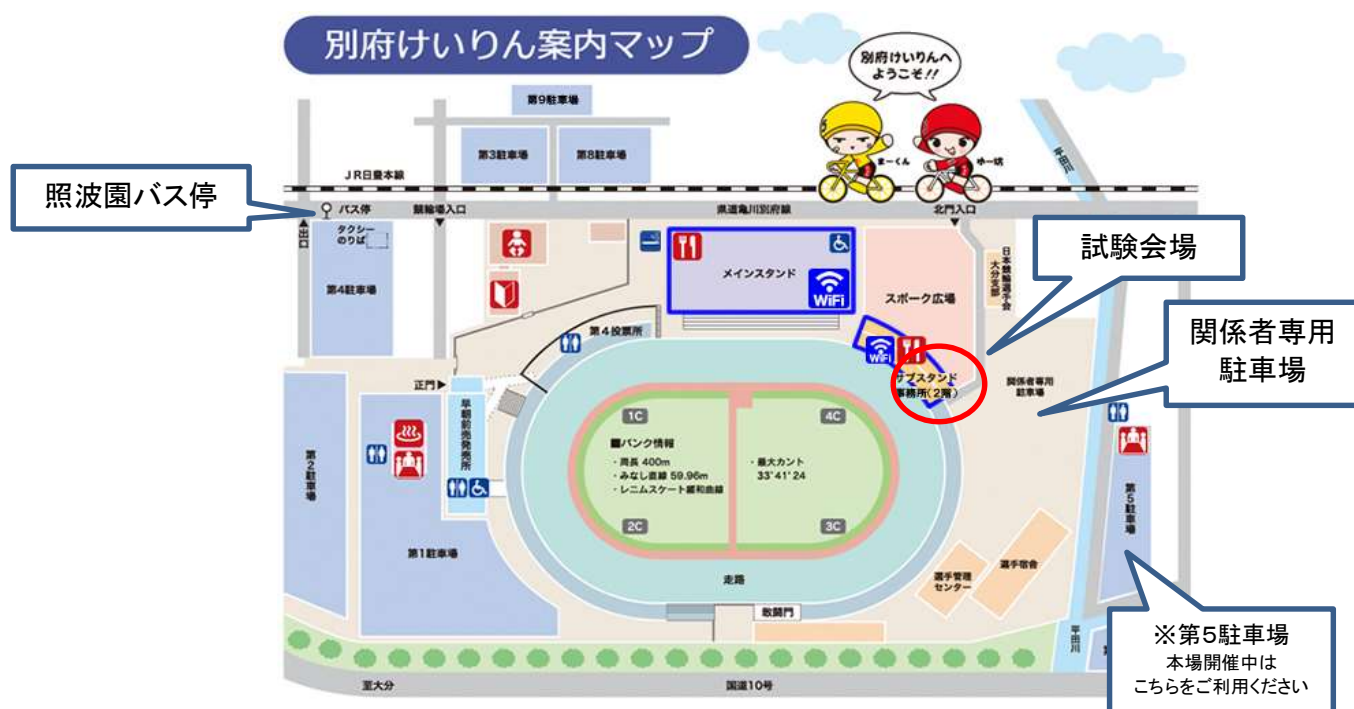 別府けいりん案内マップ
別府けいりんへ
ようこそ!!
まーくん
ゆー坊
第9駐車場
第3駐車場
第8駐車場
平田川
JR日豊本線
照波園バス停
バス停
競輪場入口
県道亀川別府線
北門入口
▲出口
タクシー
のりば
第4駐車場
メインスタンド
WiFi
スポーク広場
日本競輪選手会
大分支部
試験会場
関係者専用
駐車場
第4投票所
WiFi
サブスタンド
事務所(2階)
関係者専用
駐車場
正門▶
早朝前売発売所
1C
4C
■バンク情報
・周長 400m
・みなし直線 59.96m
・レムニスケート緩和曲線
・最大カント
33°41'24
2C
3C
第2駐車場
第1駐車場
第5駐車場
走路
選手管理
センター
選手宿舎
敢闘門
平田川
※第5駐車場
本場開催中は
こちらをご利用ください
至大分
国道10号